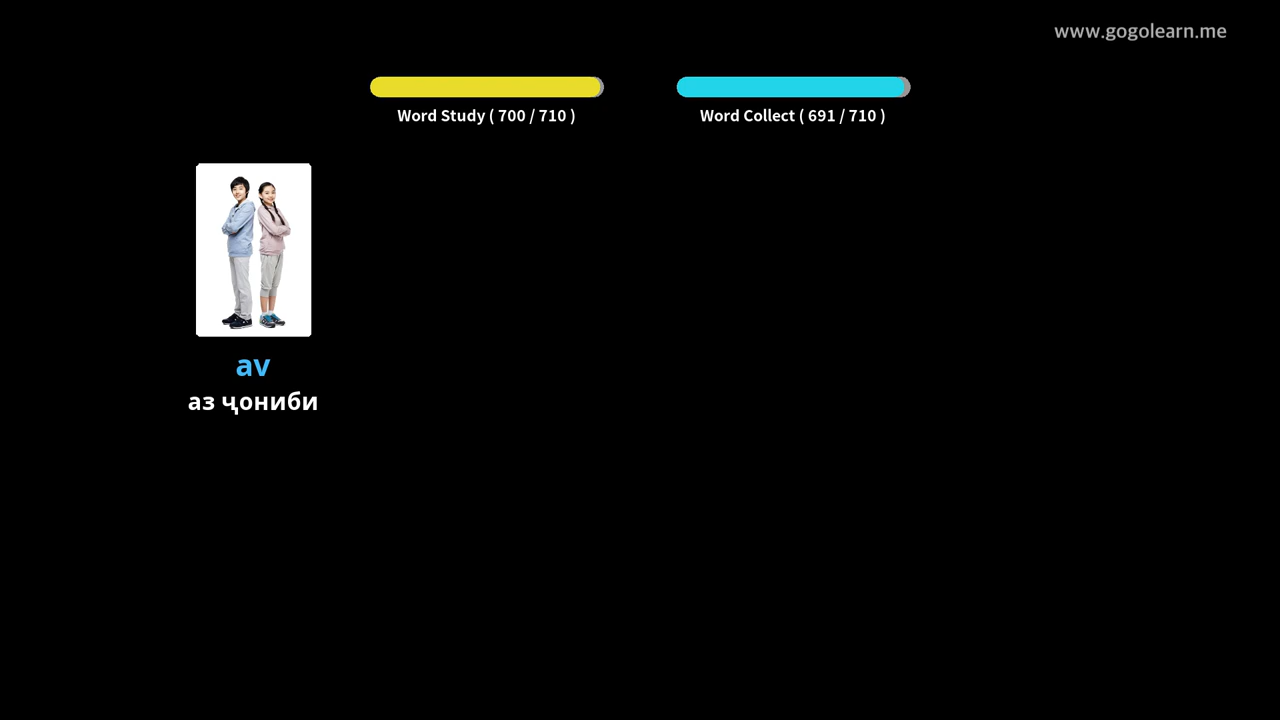 www.gogolearn.me
Word Study ( 700 / 710 )
Word Collect ( 691 / 710 )
av
аз ҷониби